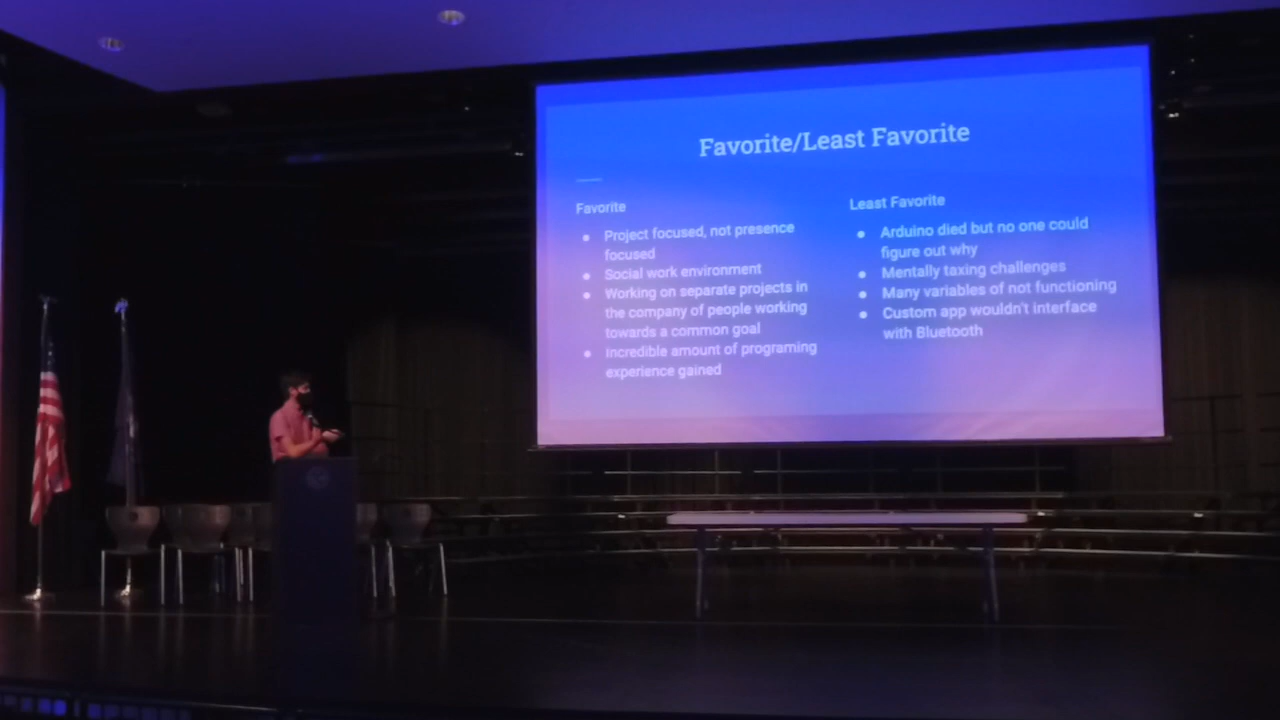 Favorite/Least Favorite
Favorite
● Project focused, not presence
focused
● Social work environment
● Working on separate projects in
the company of people working
towards a common goal
● incredible amount of programing
experience gained
Least Favorite
● Arduino died but no one could
figure out why
● Mentally taxing challenges
● Many variables of not functioning
● Custom app wouldn't interface
with Bluetooth